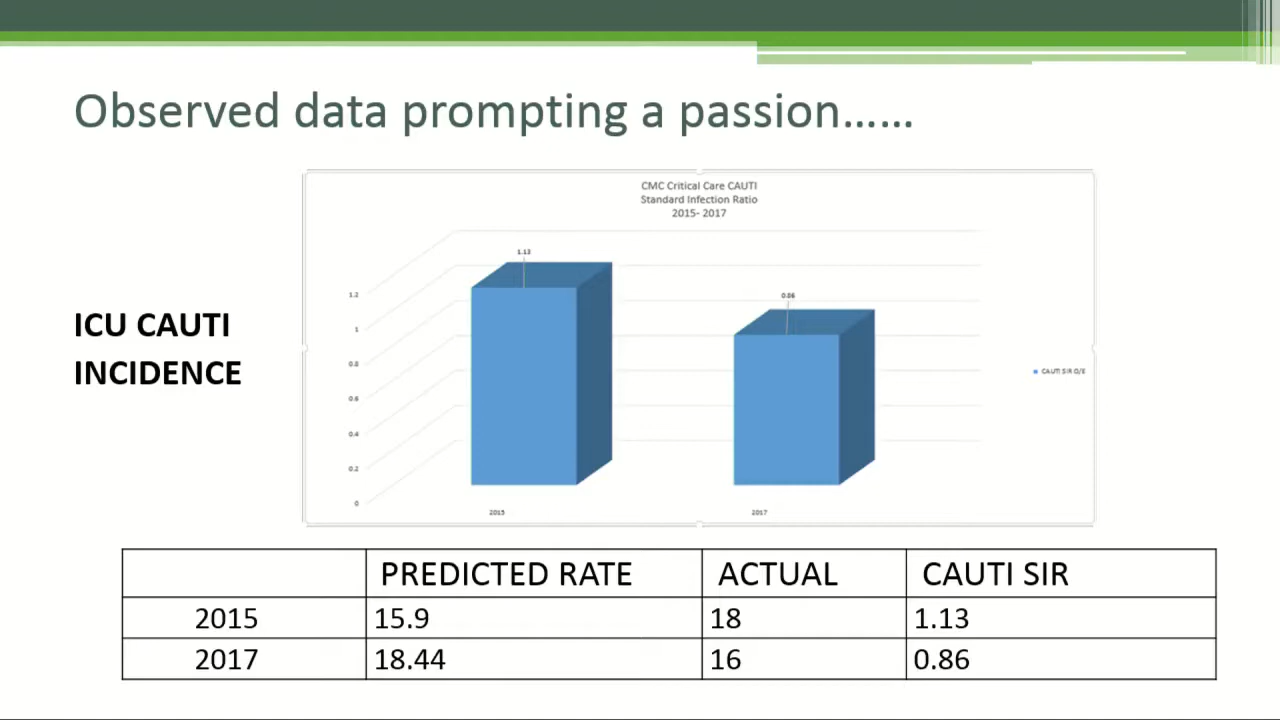 Observed data prompting a passion......
CMC Critical Care CAUTI
Standard Infection Ratio
2015- 2017
ICU CAUTI
INCIDENCE
1.13
0.86
1.2
1
0.8
0.6
0.4
0.2
0
2015
2017
CAUTI SIR O/E
PREDICTED RATE ACTUAL CAUTI SIR
2015 15.9 18 1.13
2017 18.44 16 0.86